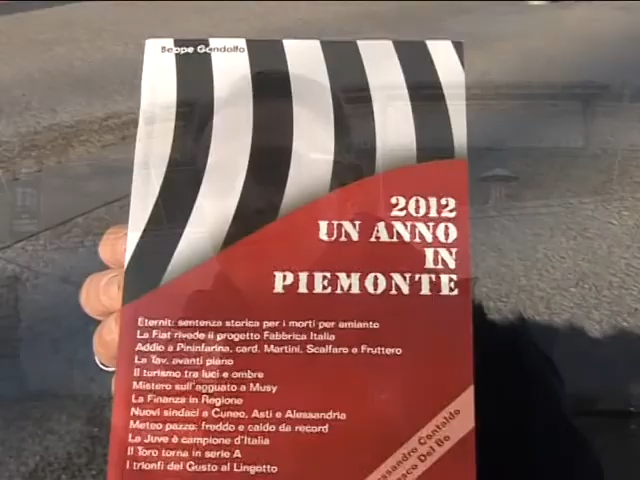 Beppe Gandolfo
2012
UN ANNO
IN
PIEMONTE
Eternit: sentenza storica per i morti per amianto
La Fiat rivede il progetto Fabbrica Italia
Addio a Pininfarina, card. Martini, Scalfaro e Fruttero
La Tav, avanti piano
Il turismo tra luci e ombre
Mistero sull'agguato a Musy
La Finanza in Regione
Nuovi sindaci a Cuneo, Asti e Alessandria
Meteo pazzo: freddo e caldo da record
La Juve è campione d'Italia
Il Toro torna in serie A
I trionfi del Gusto al Lingotto
Contaldo
Del Bo